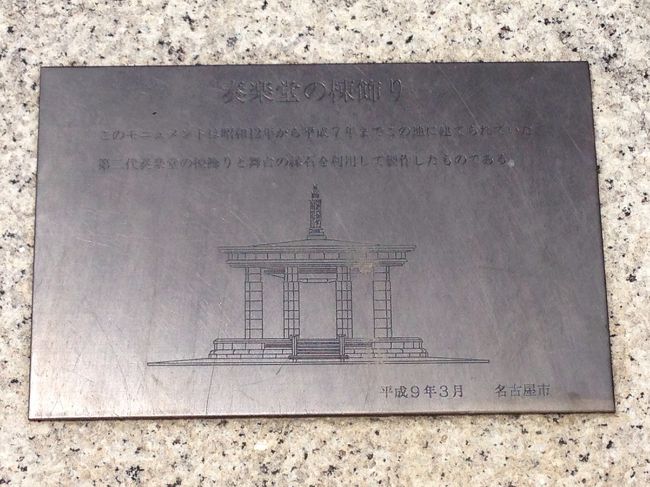 奏楽堂の棟飾り
このモニュメントは昭和12年から平成7年までこの地に建てられていた
第二代奏楽堂の棟飾りと舞台の縁石を利用して製作したものである。
平成9年3月 名古屋市